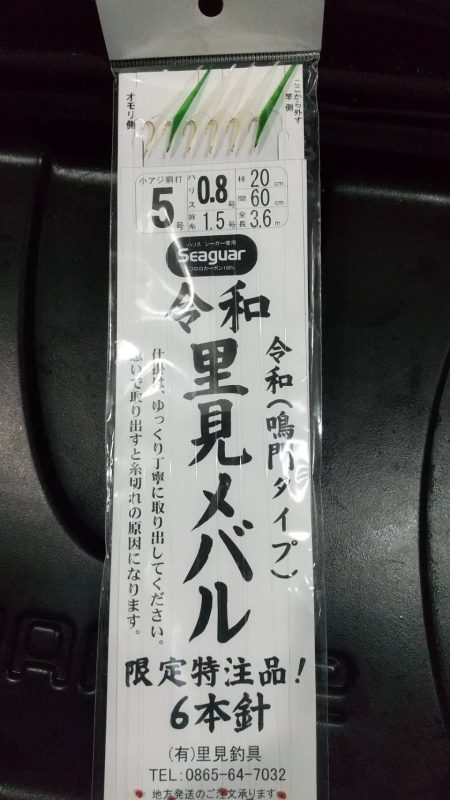 オモリ側
ここから外す
竿側
小アジ胴打
5号
ハリス 0.8号
幹糸 1.5号
枝 20cm
間 60cm
全長 3.6m
ハリス シーガー使用
Seaguar
フロロカーボン100%
令和
里見メバル
令和(鳴門タイプ)
仕掛は、ゆっくり丁寧に取り出してください。
急いで取り出すと糸切れの原因になります。
限定特注品!
6本針
(有)里見釣具
TEL:0865-64-7032
地方発送のご注文承ります